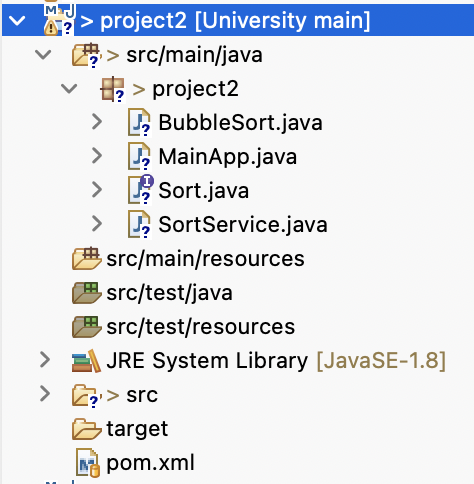 > project2 [University main]
> src/main/java
> project2
BubbleSort.java
MainApp.java
Sort.java
SortService.java
src/main/resources
src/test/java
src/test/resources
JRE System Library [JavaSE-1.8]
> src
target
pom.xml